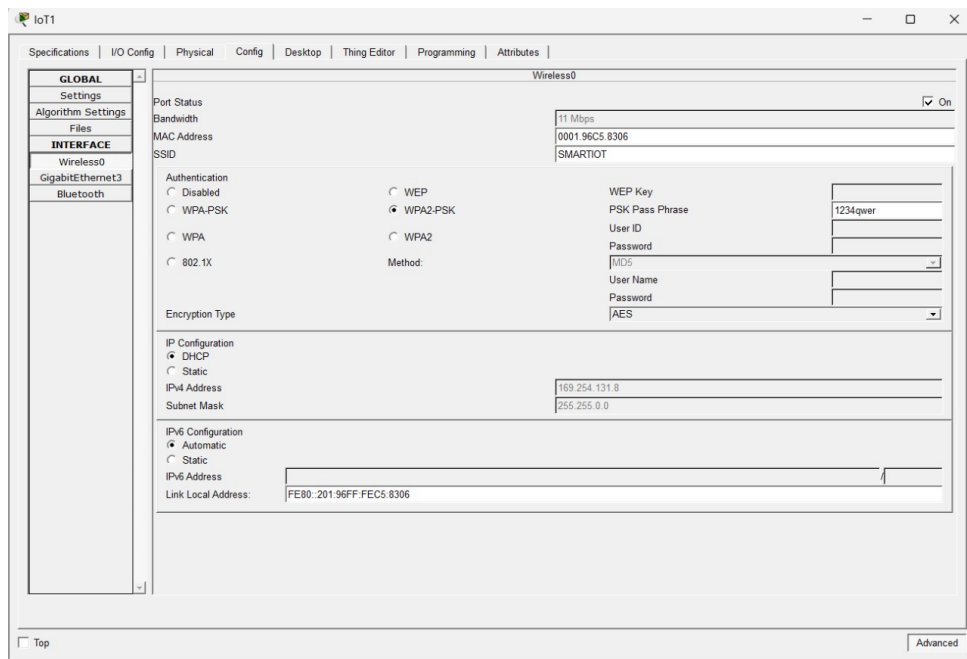 IoT1
Specifications I/O Config Physical Config Desktop Thing Editor Programming Attributes
GLOBAL
Settings
Algorithm Settings
Files
INTERFACE
Wireless0
GigabitEthernet3
Bluetooth
Wireless0
Port Status On
Bandwidth 11 Mbps
MAC Address 0001.96C5.8306
SSID SMARTIOT
Authentication
Disabled WEP WEP Key
WPA-PSK WPA2-PSK PSK Pass Phrase 1234qwer
User ID
WPA WPA2
Password
802.1X Method: MD5
User Name
Password
Encryption Type AES
IP Configuration
DHCP
Static
IPv4 Address 169.254.131.8
Subnet Mask 255.255.0.0
IPv6 Configuration
Automatic
Static
IPv6 Address /
Link Local Address: FE80::201:96FF:FEC5:8306
Top Advanced